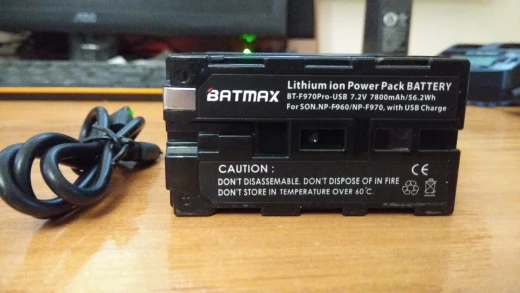 BATMAX
Lithium ion Power Pack BATTERY
BT-F970Pro-USB 7.2V 7800mAh/56.2Wh
For SON.NP-F960/NP-F970, with USB Charge
CAUTION :
DON'T DISASSEMABLE. DON'T DISPOSE OF IN FIRE
DON'T STORE IN TEMPERATURE OVER 60℃
CE